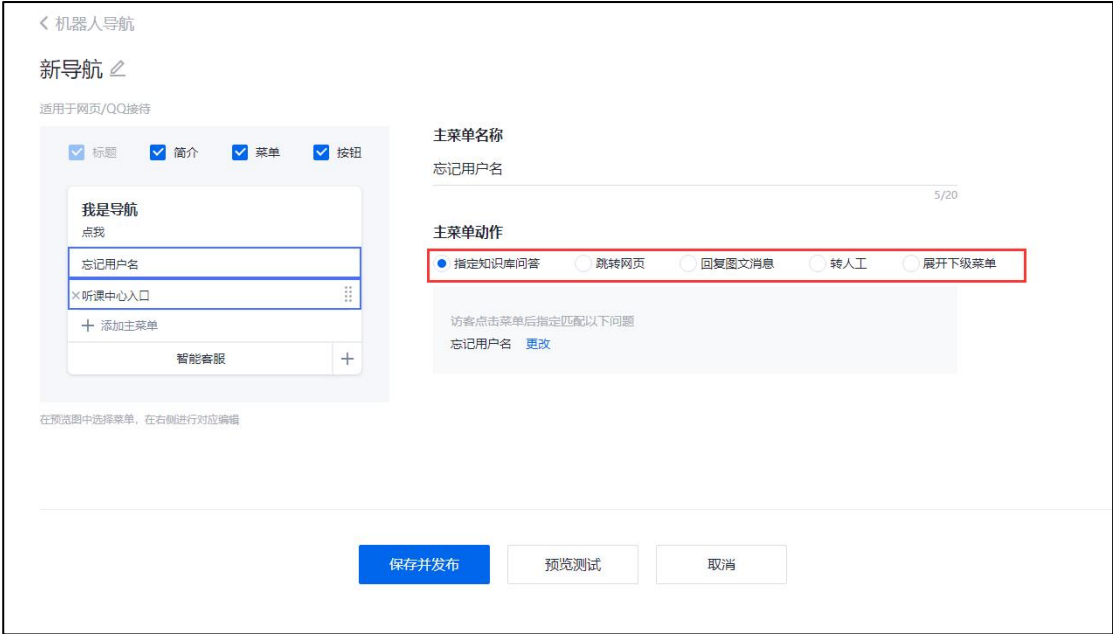 机器人导航
新导航
适用于网页/QQ接待
标题 简介 菜单 按钮
我是导航
点我
忘记用户名
听课中心入口
添加主菜单
智能客服
在预览图中选择菜单，在右侧进行对应编辑
主菜单名称
忘记用户名
5/20
主菜单动作
指定知识库问答 跳转网页 回复图文消息 转人工 展开下级菜单
访客点击菜单后指定匹配以下问题
忘记用户名 更改
保存并发布 预览测试 取消